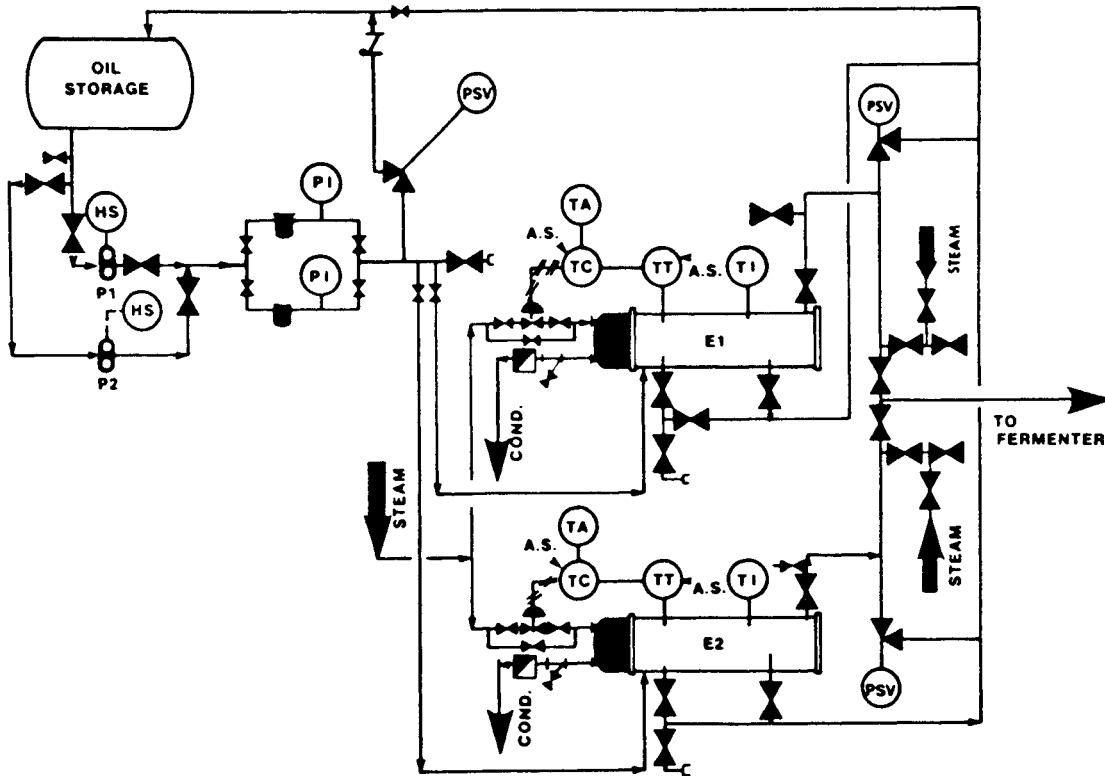 OIL
STORAGE
PSV
PSV
HS
PI
TA
A.S.
TC
TT
A.S.
TI
STEAM
P1
PI
HS
E1
P2
TO
FERMENTER
COND.
STEAM
TA
A.S.
TC
TT
A.S.
TI
STEAM
E2
PSV
COND.